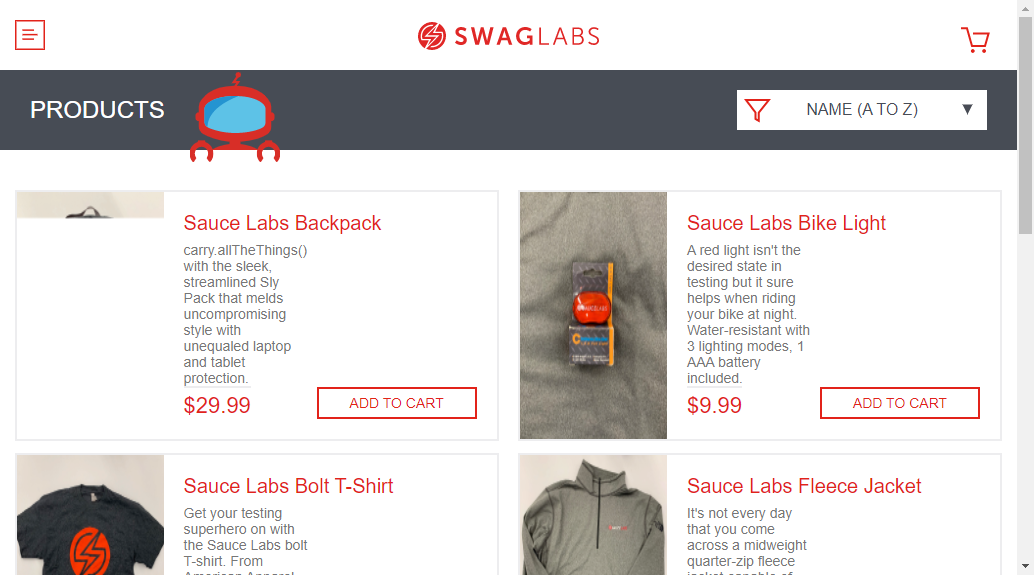 SWAGLABS
PRODUCTS
NAME (A TO Z)
Sauce Labs Backpack
carry.allTheThings()
with the sleek,
streamlined Sly
Pack that melds
uncompromising
style with
unequaled laptop
and tablet
protection.
$29.99
ADD TO CART
Sauce Labs Bike Light
A red light isn't the
desired state in
testing but it sure
helps when riding
your bike at night.
Water-resistant with
3 lighting modes, 1
AAA battery
included.
$9.99
ADD TO CART
Sauce Labs Bolt T-Shirt
Get your testing
superhero on with
the Sauce Labs bolt
T-shirt. From
American Apparel
Sauce Labs Fleece Jacket
It's not every day
that you come
across a midweight
quarter-zip fleece
jacket capable of